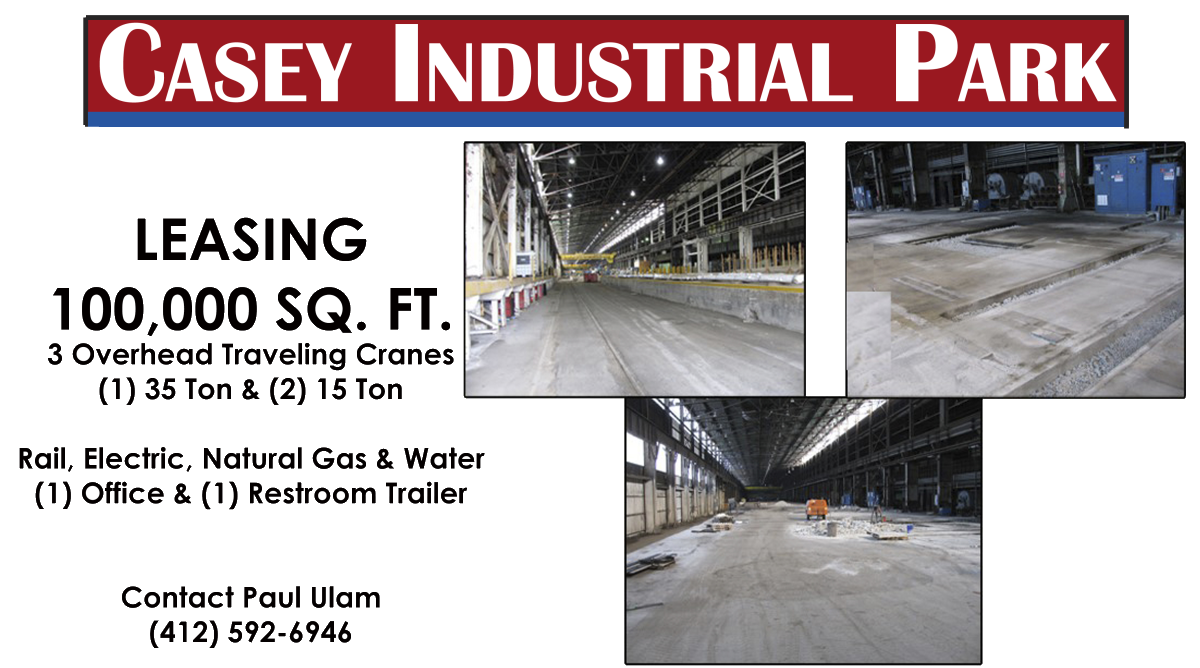 CASEY INDUSTRIAL PARK
LEASING
100,000 SQ. FT.
3 Overhead Traveling Cranes
(1) 35 Ton & (2) 15 Ton
Rail, Electric, Natural Gas & Water
(1) Office & (1) Restroom Trailer
Contact Paul Ulam
(412) 592-6946